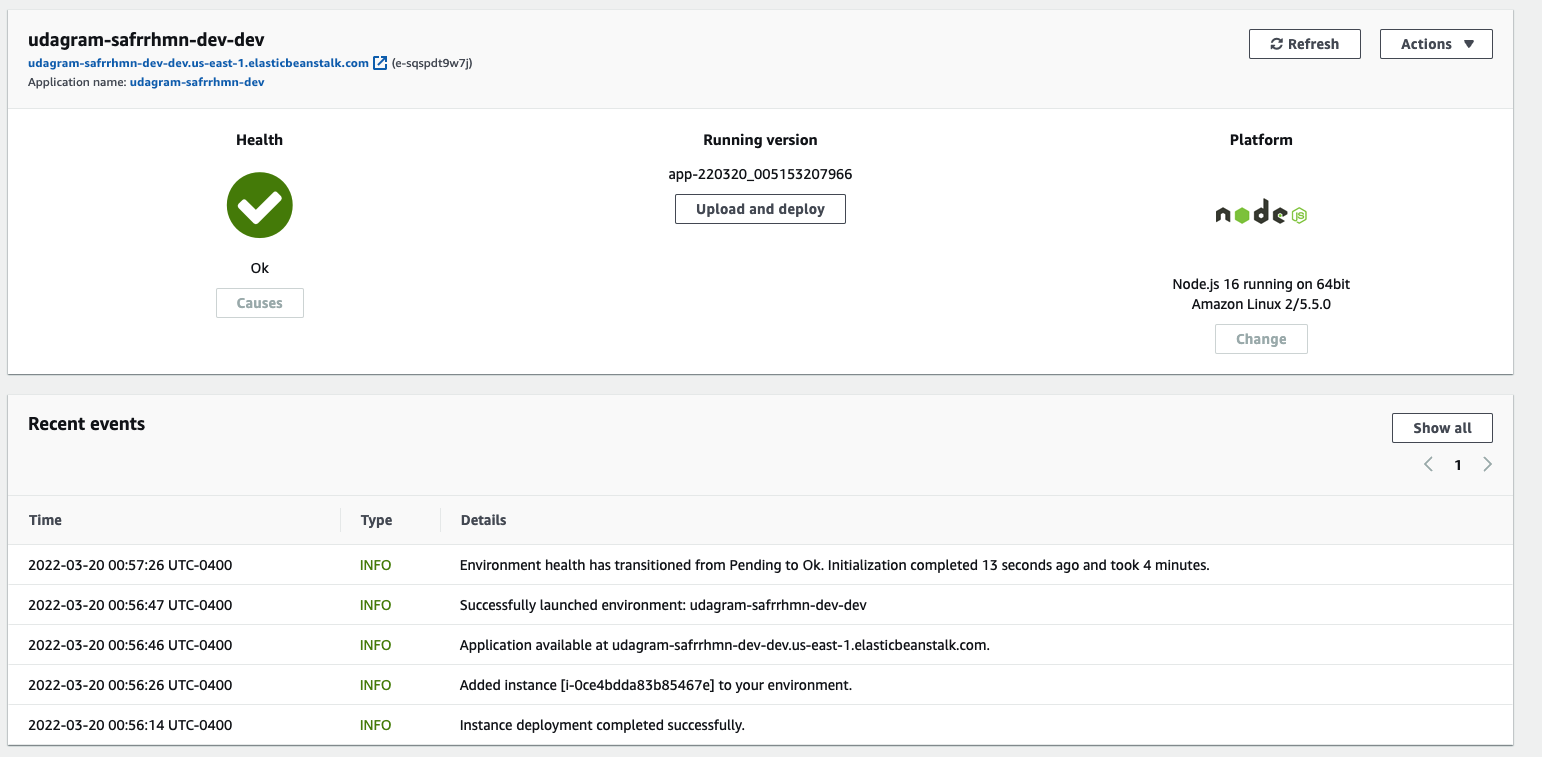 udagram-safrrhmn-dev-dev
Refresh
Actions
udagram-safrrhmn-dev-dev.us-east-1.elasticbeanstalk.com (e-sqspdt9w7j)
Application name: udagram-safrrhmn-dev
Health
Ok
Causes
Running version
app-220320_005153207966
Upload and deploy
Platform
node JS
Node.js 16 running on 64bit
Amazon Linux 2/5.5.0
Change
Recent events
Show all
1
Time Type Details
2022-03-20 00:57:26 UTC-0400 INFO Environment health has transitioned from Pending to Ok. Initialization completed 13 seconds ago and took 4 minutes.
2022-03-20 00:56:47 UTC-0400 INFO Successfully launched environment: udagram-safrrhmn-dev-dev
2022-03-20 00:56:46 UTC-0400 INFO Application available at udagram-safrrhmn-dev-dev.us-east-1.elasticbeanstalk.com.
2022-03-20 00:56:26 UTC-0400 INFO Added instance [i-0ce4bdda83b85467e] to your environment.
2022-03-20 00:56:14 UTC-0400 INFO Instance deployment completed successfully.